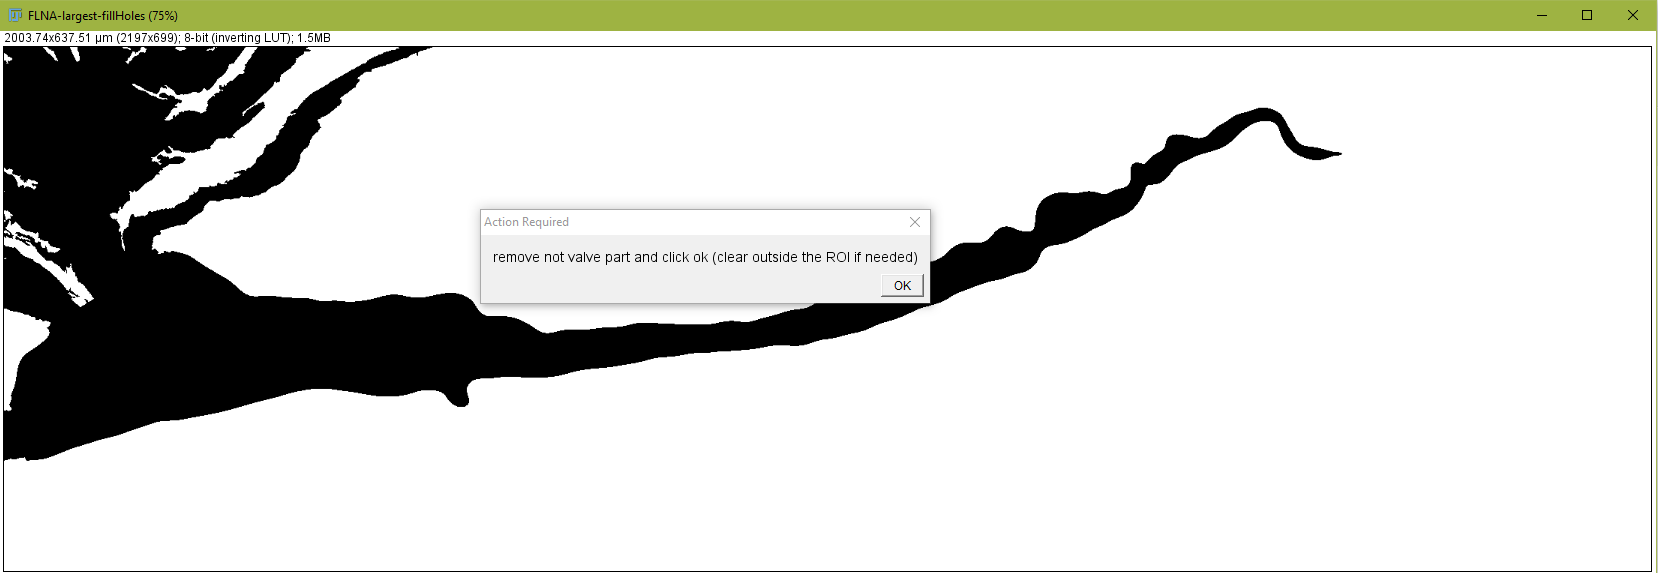 FLNA-largest-fillHoles (75%)
2003.74x637.51 µm (2197x699); 8-bit (inverting LUT); 1.5MB
Action Required
remove not valve part and click ok (clear outside the ROI if needed)
OK